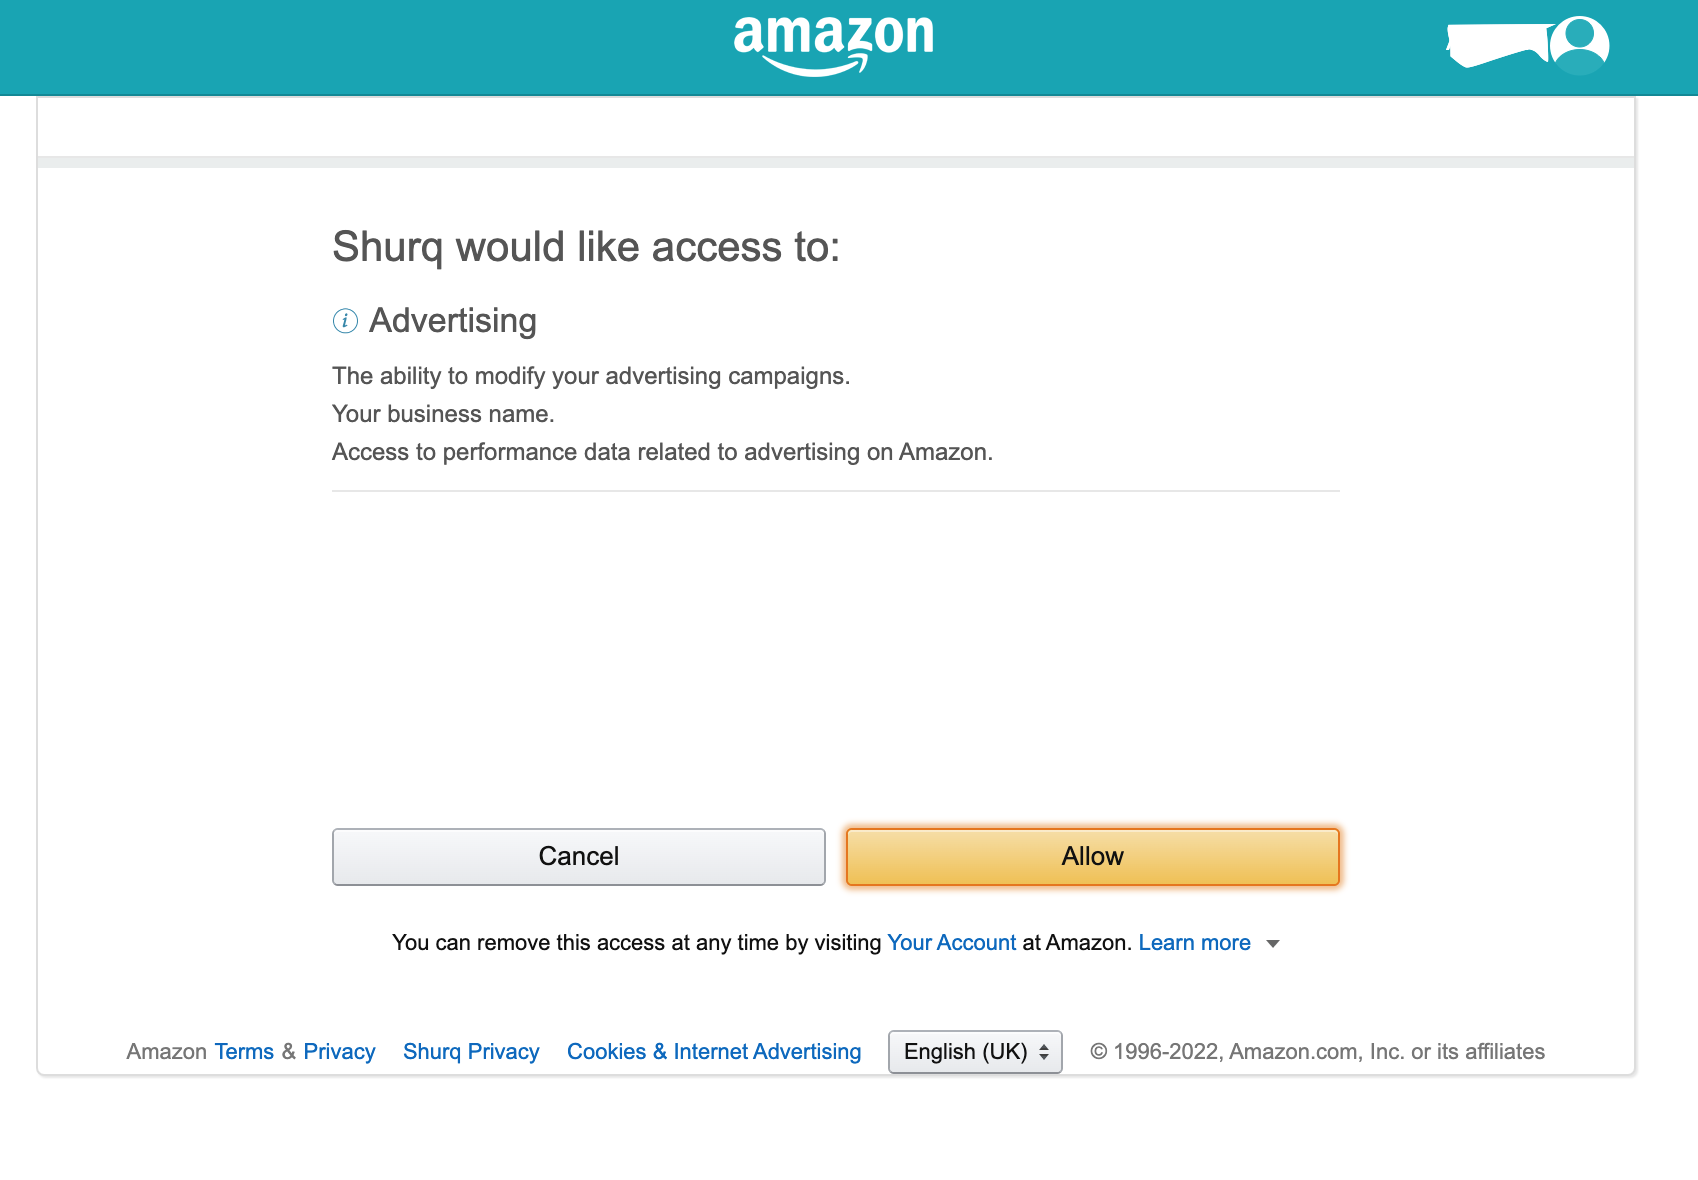 amazon
Shurq would like access to:
i Advertising
The ability to modify your advertising campaigns.
Your business name.
Access to performance data related to advertising on Amazon.
Cancel Allow
You can remove this access at any time by visiting Your Account at Amazon. Learn more
Amazon Terms & Privacy Shurq Privacy Cookies & Internet Advertising English (UK) © 1996-2022, Amazon.com, Inc. or its affiliates